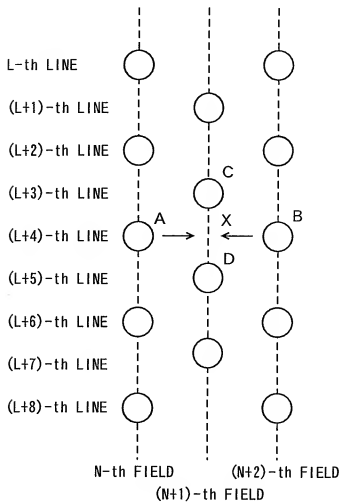 L-th LINE
(L+1)-th LINE
(L+2)-th LINE
(L+3)-th LINE
C
(L+4)-th LINE
A
X
B
D
(L+5)-th LINE
(L+6)-th LINE
(L+7)-th LINE
(L+8)-th LINE
N-th FIELD
(N+2)-th FIELD
(N+1)-th FIELD